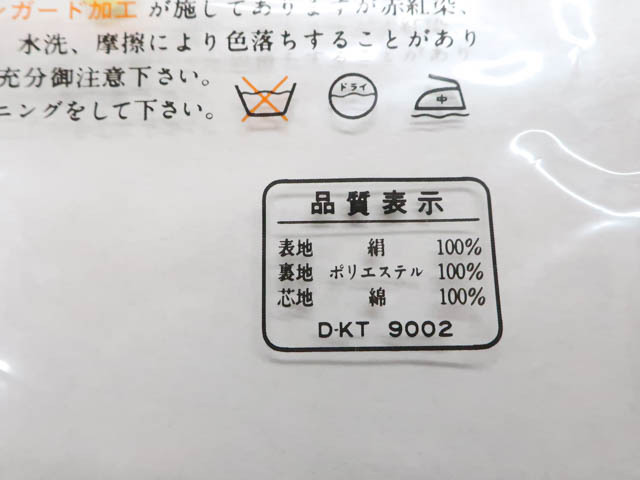 ンガード加工が施してありますが赤紅染、
水洗、摩擦により色落ちすることがあり
充分御注意下さい。
ニングをして下さい。
ドライ
中
品質表示
表地 絹 100%
裏地 ポリエステル 100%
芯地 綿 100%
D-KT 9002